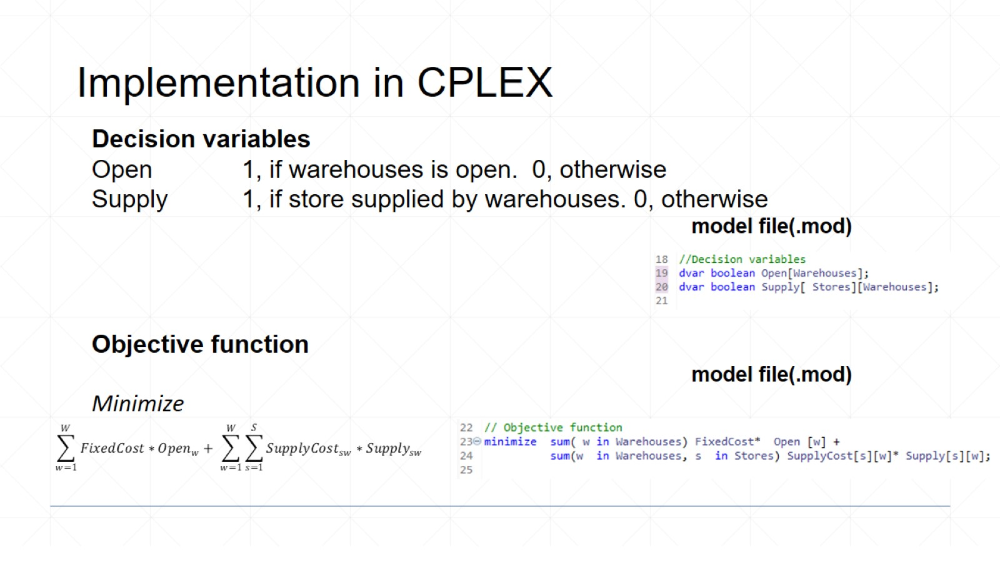 Implementation in CPLEX
Decision variables
Open 1, if warehouses is open.  0, otherwise
Supply 1, if store supplied by warehouses. 0, otherwise
model file(.mod)
18 //Decision variables
19 dvar boolean Open[Warehouses];
20 dvar boolean Supply[ Stores][Warehouses];
21
Objective function
model file(.mod)
Minimize
∑_{w=1}^{W} FixedCost ∗ Open_w + ∑_{w=1}^{W} ∑_{s=1}^{S} SupplyCost_{sw} ∗ Supply_{sw}
22 // Objective function
23 minimize  sum( w in Warehouses) FixedCost*  Open [w] +
24 sum(w  in Warehouses, s  in Stores) SupplyCost[s][w]* Supply[s][w];
25